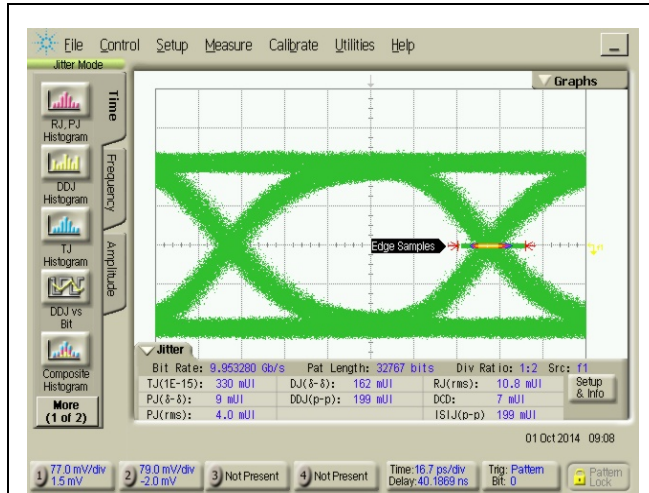 File Control Setup Measure Calibrate Utilities Help
Jitter Mode
Graphs
Time
Frequency
Amplitude
RJ, PJ
Histogram
DDJ
Histogram
TJ
Histogram
DDJ vs
Bit
Composite
Histogram
More
(1 of 2)
Edge Samples
f1
Jitter
Bit Rate: 9.953280 Gb/s Pat Length: 32767 bits Div Ratio: 1:2 Src: f1
TJ(1E-15): 330 mUI DJ(δ-δ): 162 mUI RJ(rms): 10.8 mUI
PJ(δ-δ): 9 mUI DDJ(p-p): 199 mUI DCD: 7 mUI
PJ(rms): 4.0 mUI ISIJ(p-p) 199 mUI
Setup
& Info
01 Oct 2014 09:08
1) 77.0 mV/div
1.5 mV
2) 79.0 mV/div
-2.0 mV
3) Not Present
4) Not Present
Time:16.7 ps/div
Delay:40.1869 ns
Trig: Pattern
Bit: 0
Pattern
Lock